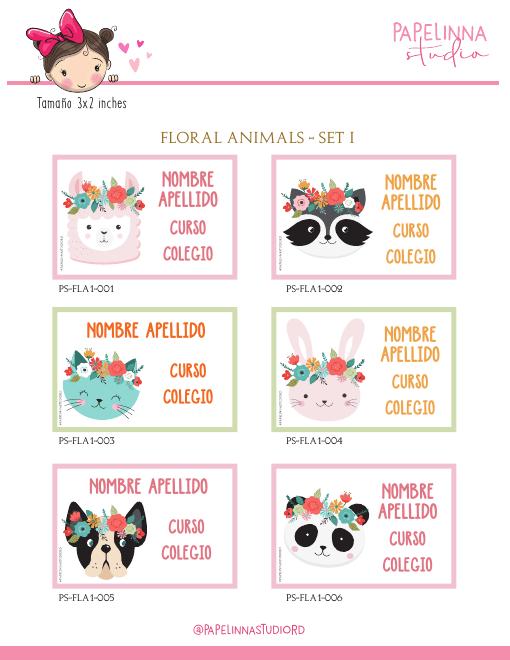 PAPELINNA
studio
Tamaño 3x2 inches
FLORAL ANIMALS - SET 1
NOMBRE
APELLIDO
CURSO
COLEGIO
PS-FLA1-001
NOMBRE
APELLIDO
CURSO
COLEGIO
PS-FLA1-002
NOMBRE APELLIDO
CURSO
COLEGIO
PS-FLA1-003
NOMBRE
APELLIDO
CURSO
COLEGIO
PS-FLA1-004
NOMBRE APELLIDO
CURSO
COLEGIO
PS-FLA1-005
NOMBRE
APELLIDO
CURSO
COLEGIO
PS-FLA1-006
@PAPELINNASTUDIORD